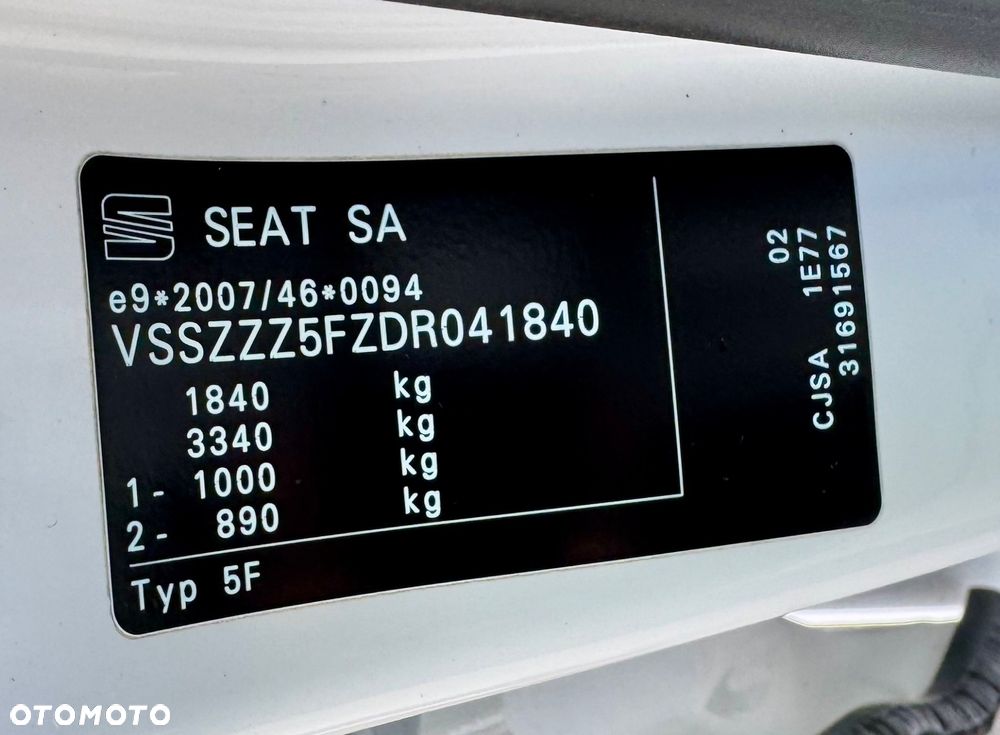 SEAT SA
e9*2007/46*0094
VSSZZZ5FZDR041840
1840 kg
3340 kg
1- 1000 kg
2- 890 kg
Typ 5F
02
CJSA 1E77
31691567
OTOMOTO